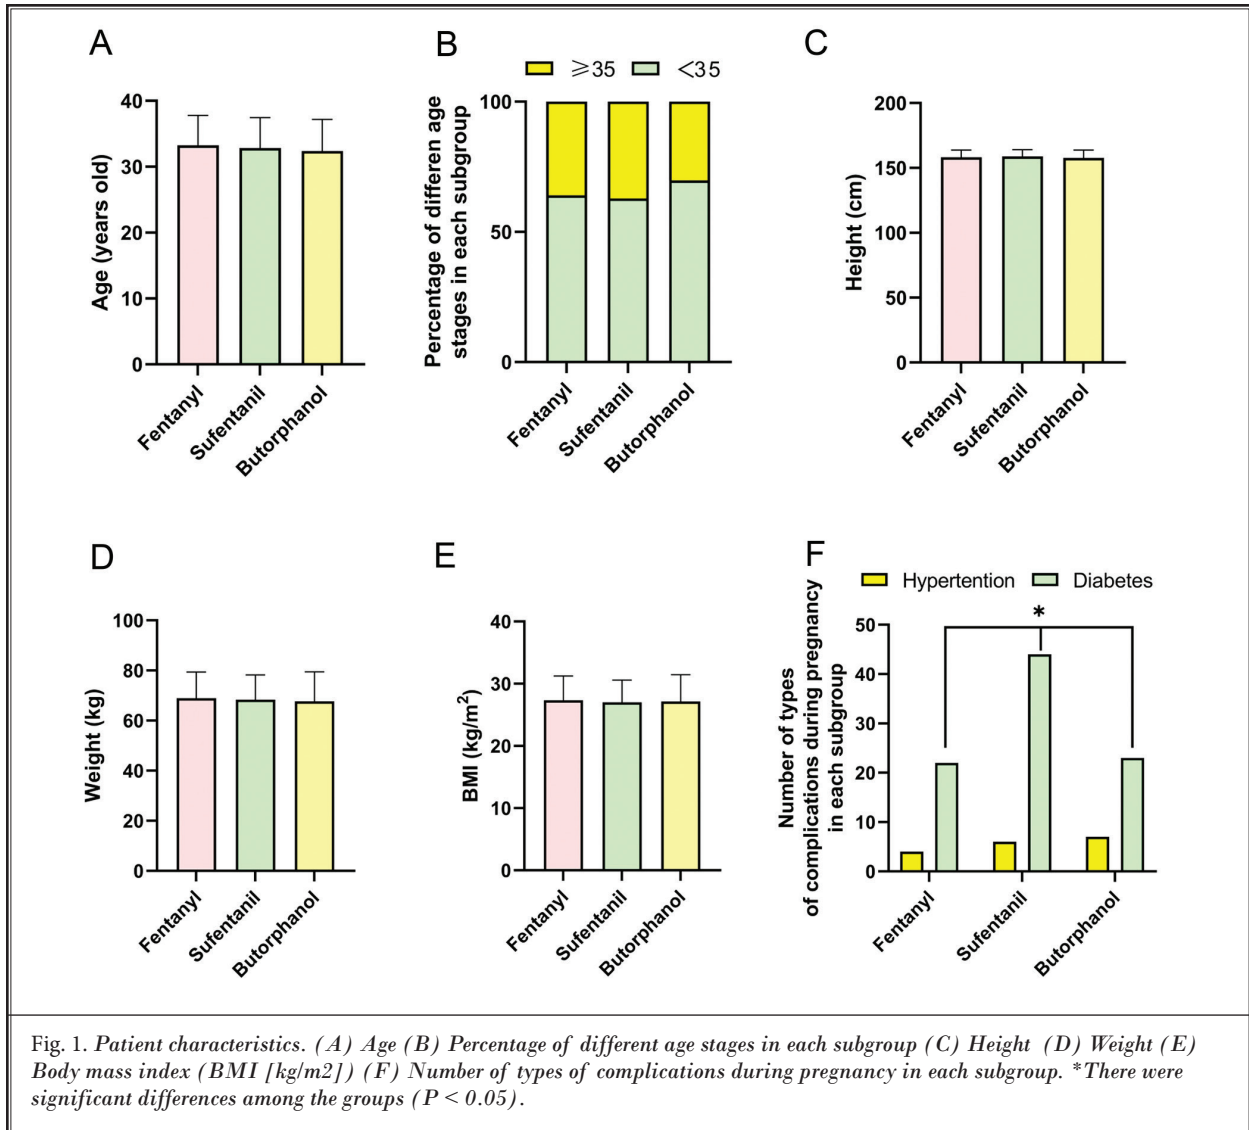 A
Age (years old)
40
30
20
10
0
Fentanyl
Sufentanil
Butorphanol
B
≥35
<35
Percentage of differen age
stages in each subgroup
100
50
0
Fentanyl
Sufentanil
Butorphanol
C
Height (cm)
200
150
100
50
0
Fentanyl
Sufentanil
Butorphanol
D
Weight (kg)
100
80
60
40
20
0
Fentanyl
Sufentanil
Butorphanol
E
BMI (kg/m²)
40
30
20
10
0
Fentanyl
Sufentanil
Butorphanol
F
Hypertention
Diabetes
Number of types
of complications during pregnancy
in each subgroup
50
40
30
20
10
0
*
Fentanyl
Sufentanil
Butorphanol
Fig. 1. Patient characteristics. (A) Age (B) Percentage of different age stages in each subgroup (C) Height (D) Weight (E)
Body mass index (BMI [kg/m2]) (F) Number of types of complications during pregnancy in each subgroup. *There were
significant differences among the groups (P < 0.05).